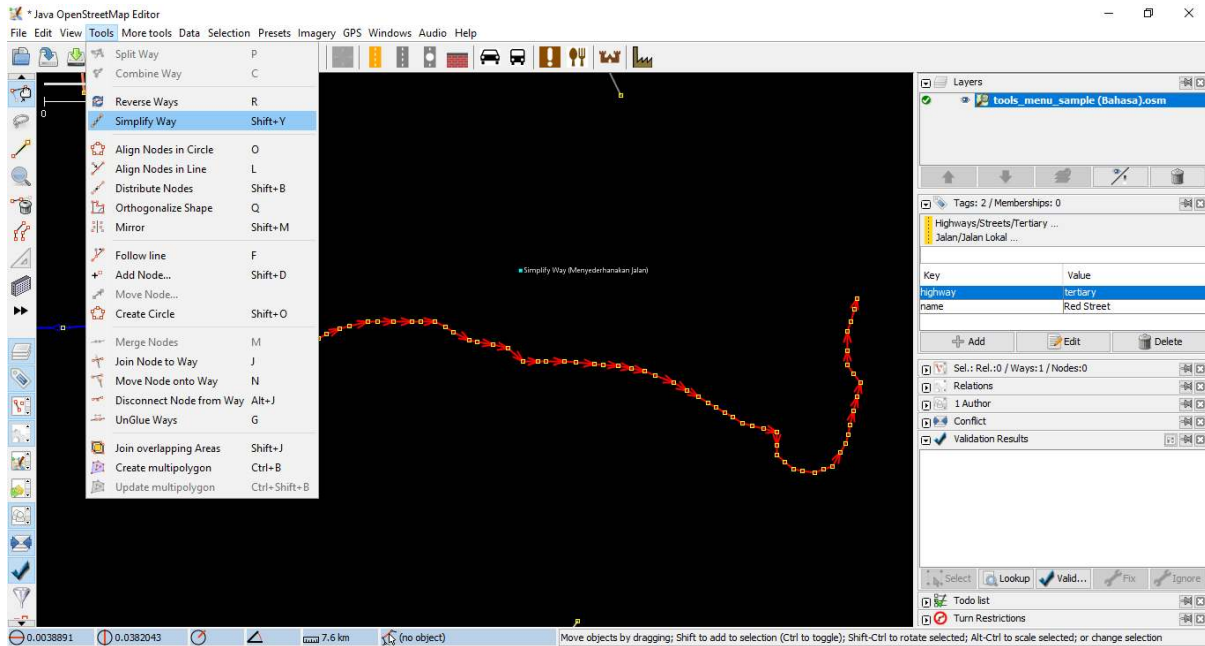 * Java OpenStreetMap Editor
File Edit View Tools More tools Data Selection Presets Imagery GPS Windows Audio Help
Split Way P
Combine Way C
Reverse Ways R
Simplify Way Shift+Y
Align Nodes in Circle O
Align Nodes in Line L
Distribute Nodes Shift+B
Orthogonalize Shape Q
Mirror Shift+M
Follow line F
Add Node... Shift+D
Move Node...
Create Circle Shift+O
Merge Nodes M
Join Node to Way J
Move Node onto Way N
Disconnect Node from Way Alt+J
UnGlue Ways G
Join overlapping Areas Shift+J
Create multipolygon Ctrl+B
Update multipolygon Ctrl+Shift+B
0
Simplify Way (Menyederhanakan Jalan)
Layers
tools_menu_sample (Bahasa).osm
Tags: 2 / Memberships: 0
Highways/Streets/Tertiary ...
Jalan/Jalan Lokal ...
Key Value
highway tertiary
name Red Street
Add Edit Delete
Sel.: Rel.:0 / Ways:1 / Nodes:0
Relations
1 Author
Conflict
Validation Results
Select Lookup Valid... Fix Ignore
Todo list
Turn Restrictions
0.0038891 0.0382043 7.6 km (no object) Move objects by dragging; Shift to add to selection (Ctrl to toggle); Shift-Ctrl to rotate selected; Alt-Ctrl to scale selected; or change selection